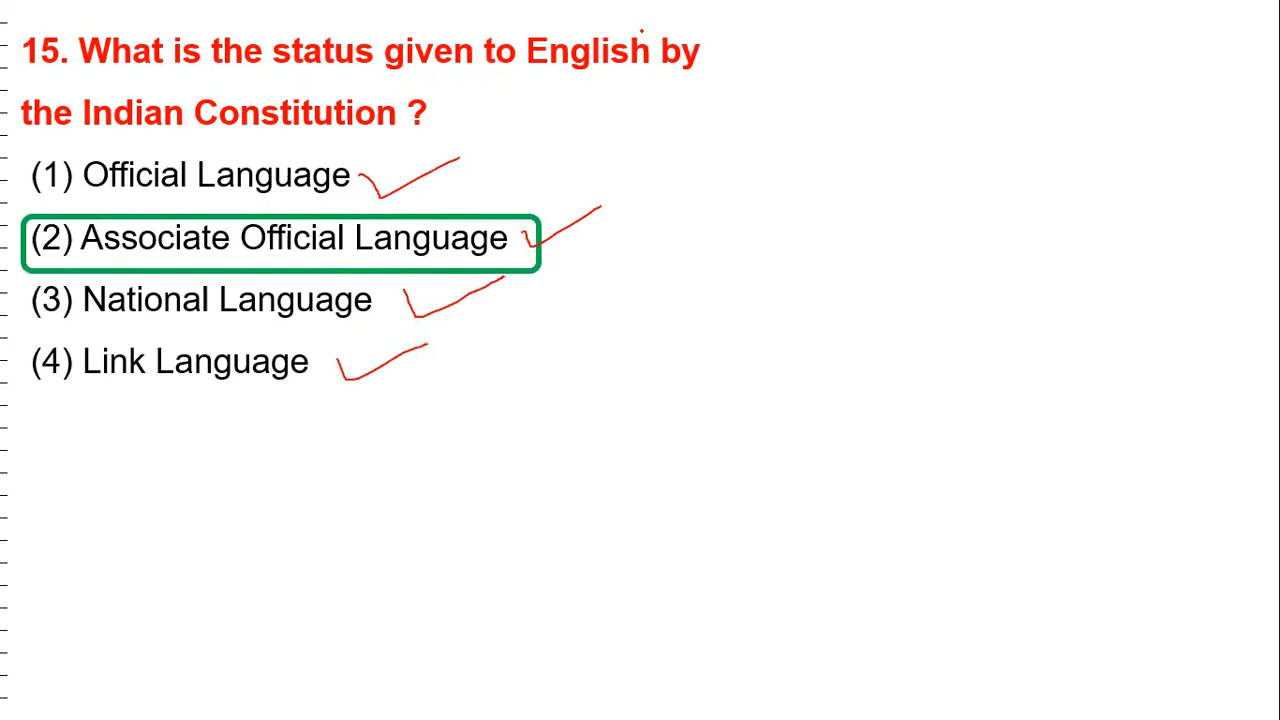 15. What is the status given to English by
the Indian Constitution ?
(1) Official Language
(2) Associate Official Language
(3) National Language
(4) Link Language